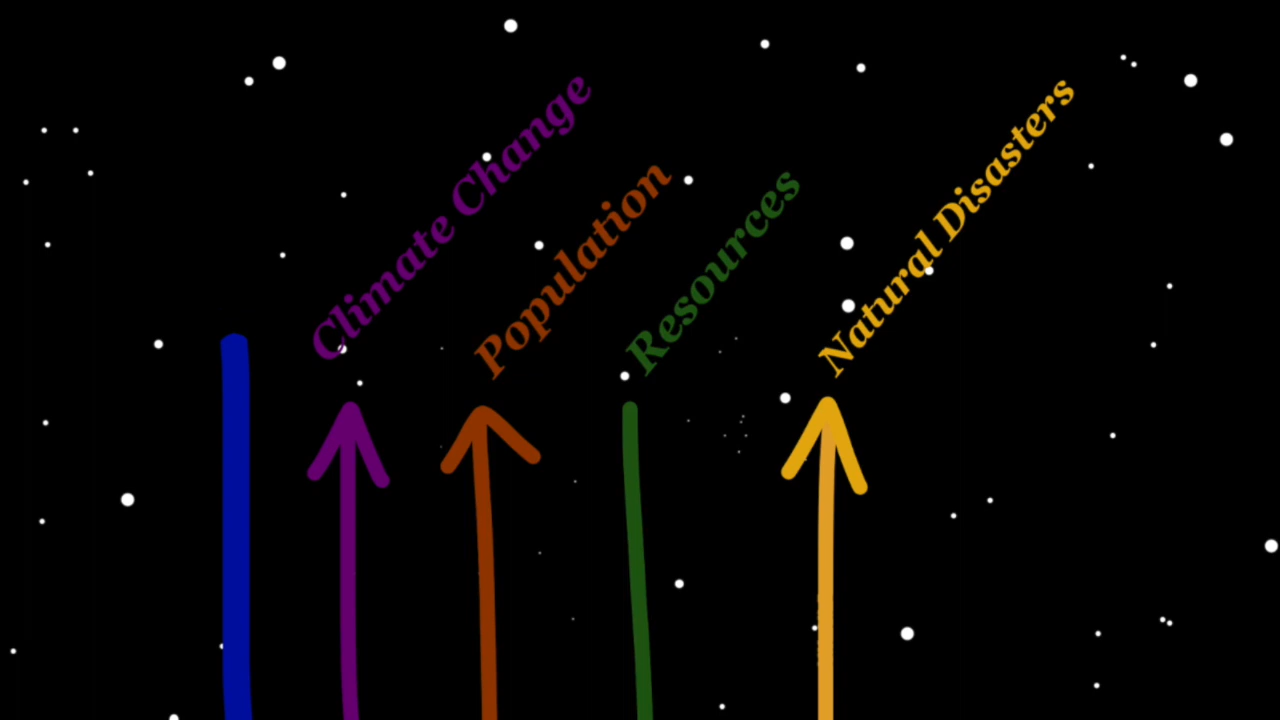 Climate Change
Population
Resources
Natural Disasters